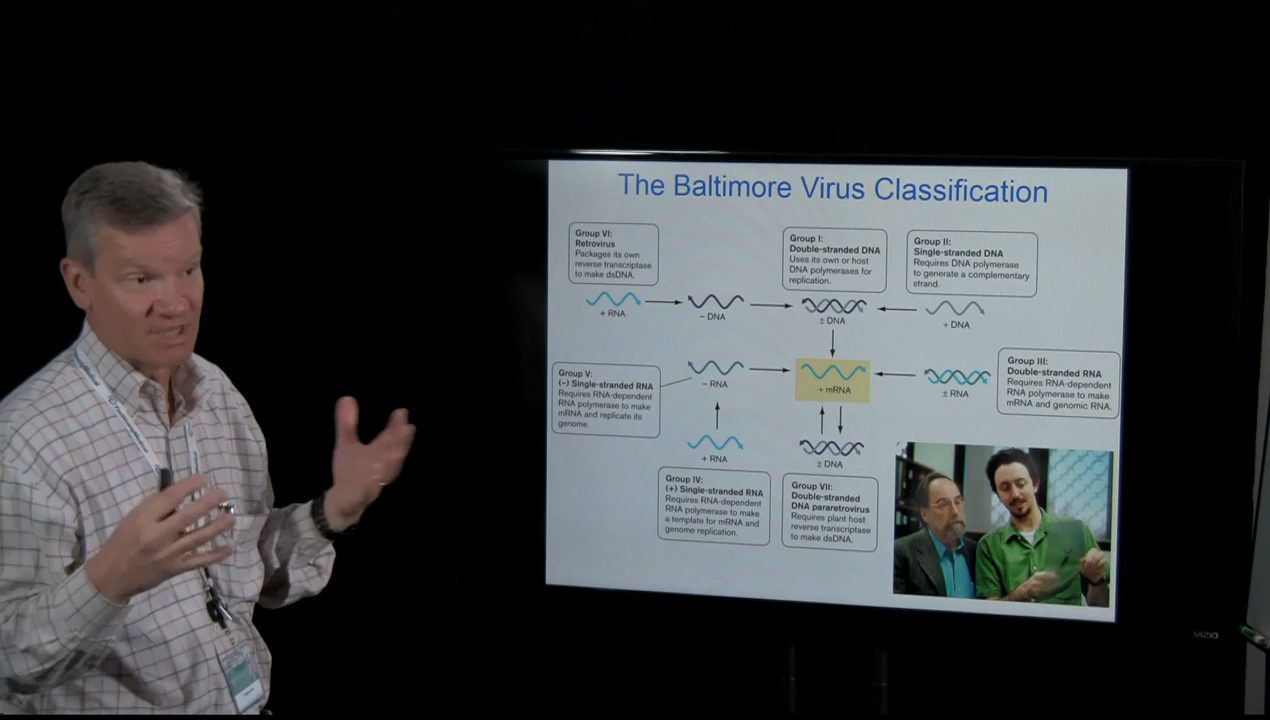 The Baltimore Virus Classification
Group VI:
Retrovirus
Packages its own
reverse transcriptase
to make dsDNA.
Group I:
Double-stranded DNA
Uses its own or host
DNA polymerases for
replication.
Group II:
Single-stranded DNA
Requires DNA polymerase
to generate a complementary
strand.
+ RNA
– DNA
± DNA
+ DNA
Group V:
(–) Single-stranded RNA
Requires RNA-dependent
RNA polymerase to make
mRNA and replicate its
genome.
– RNA
+ mRNA
± RNA
Group III:
Double-stranded RNA
Requires RNA-dependent
RNA polymerase to make
mRNA and genomic RNA.
+ RNA
± DNA
Group IV:
(+) Single-stranded RNA
Requires RNA-dependent
RNA polymerase to make
a template for mRNA and
genome replication.
Group VII:
Double-stranded
DNA pararetrovirus
Requires plant host
reverse transcriptase
to make dsDNA.
VIZIO